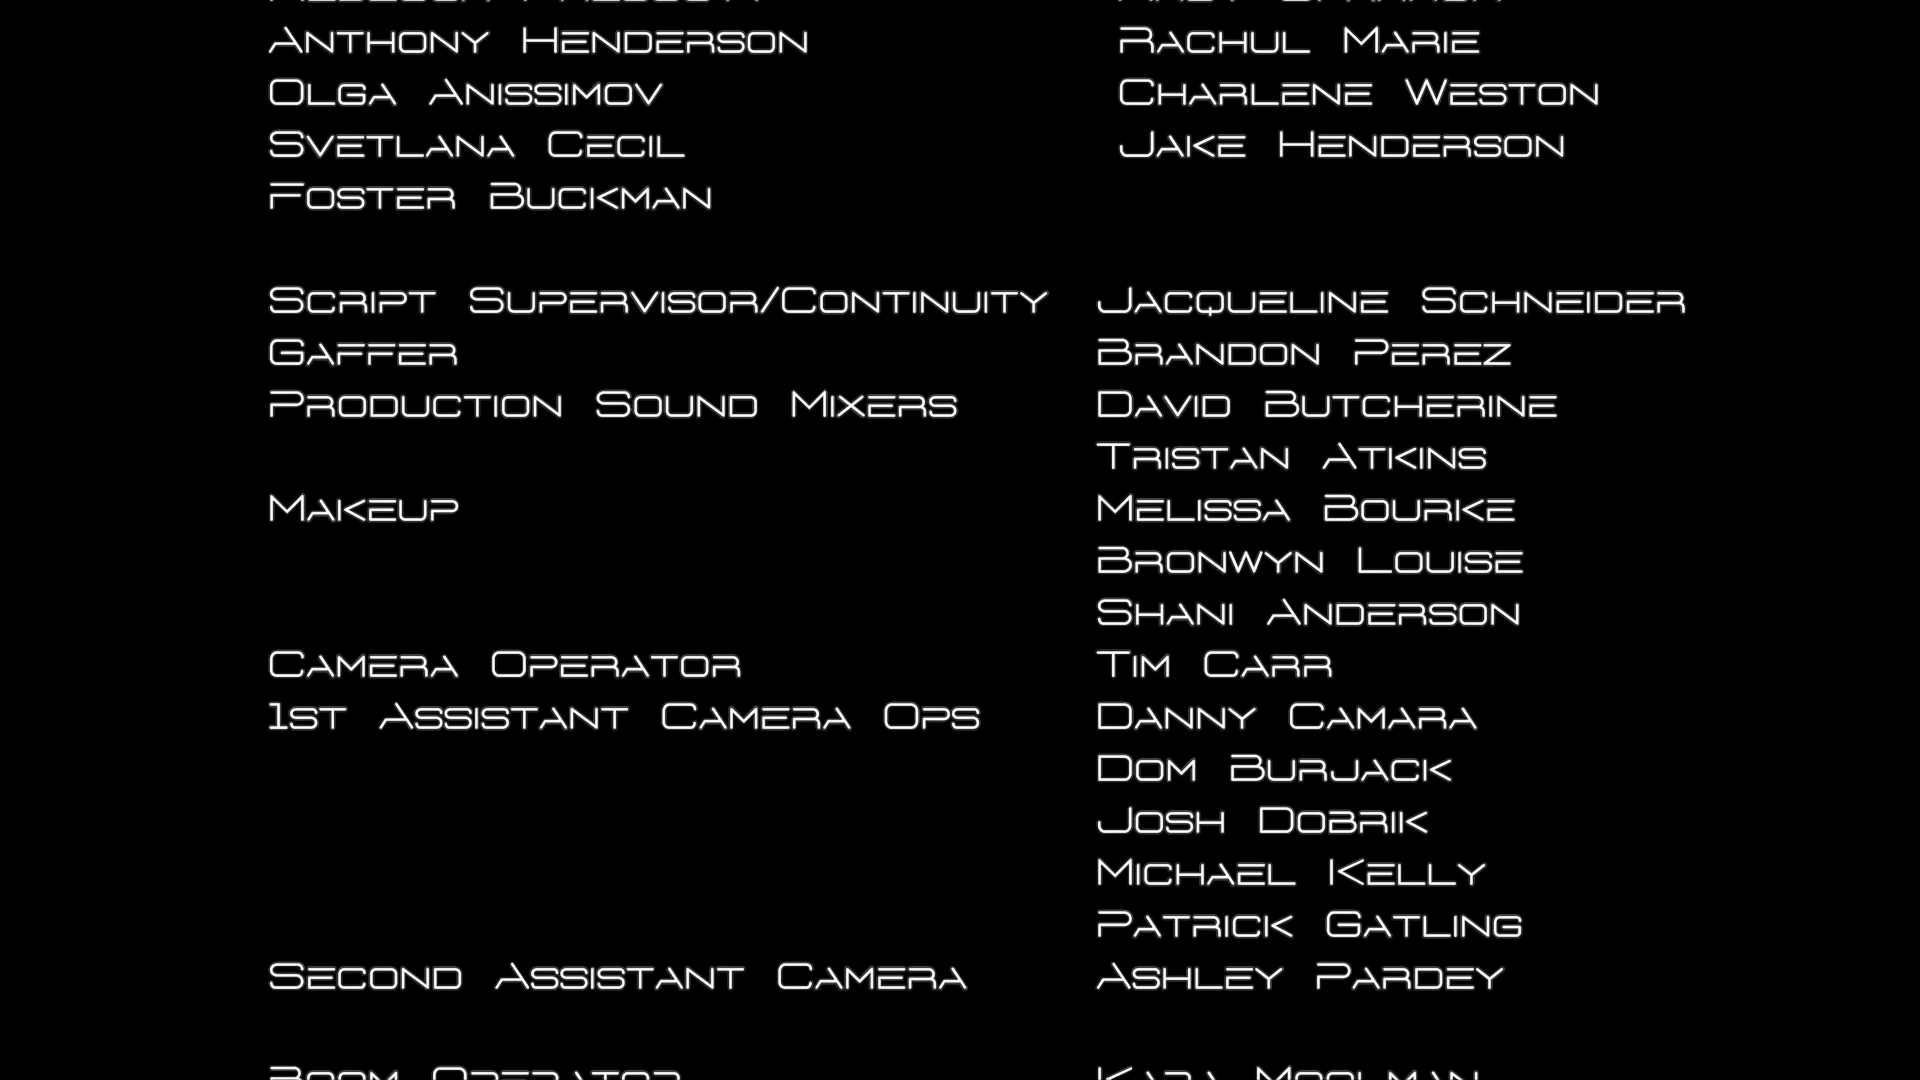 Anthony Henderson Rachul Marie
Olga Anissimov Charlene Weston
Svetlana Cecil Jake Henderson
Foster Buckman
Script Supervisor/Continuity Jacqueline Schneider
Gaffer Brandon Perez
Production Sound Mixers David Butcherine
Tristan Atkins
Makeup Melissa Bourke
Bronwyn Louise
Shani Anderson
Camera Operator Tim Carr
1st Assistant Camera Ops Danny Camara
Dom Burjack
Josh Dobrik
Michael Kelly
Patrick Gatling
Second Assistant Camera Ashley Pardey
Boom Operator Kara